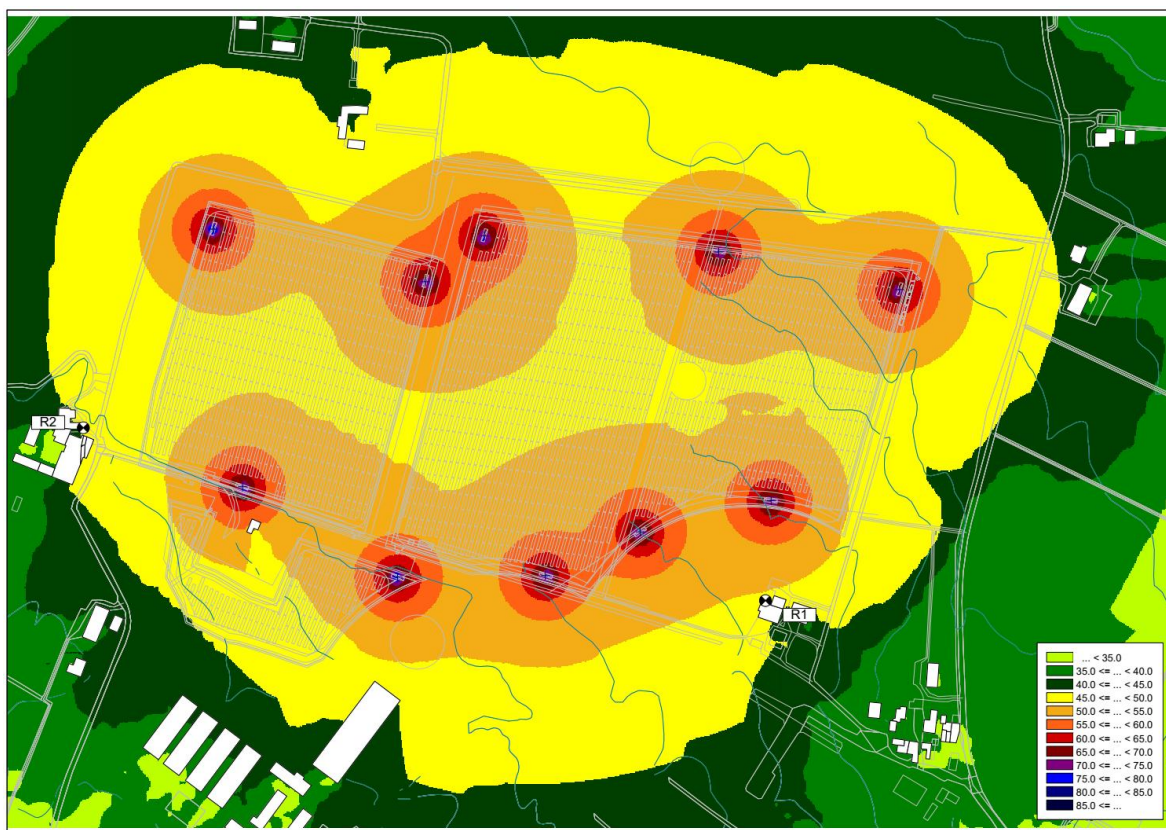 R2
R1
... < 35.0
35.0 <= ... < 40.0
40.0 <= ... < 45.0
45.0 <= ... < 50.0
50.0 <= ... < 55.0
55.0 <= ... < 60.0
60.0 <= ... < 65.0
65.0 <= ... < 70.0
70.0 <= ... < 75.0
75.0 <= ... < 80.0
80.0 <= ... < 85.0
85.0 <= ...